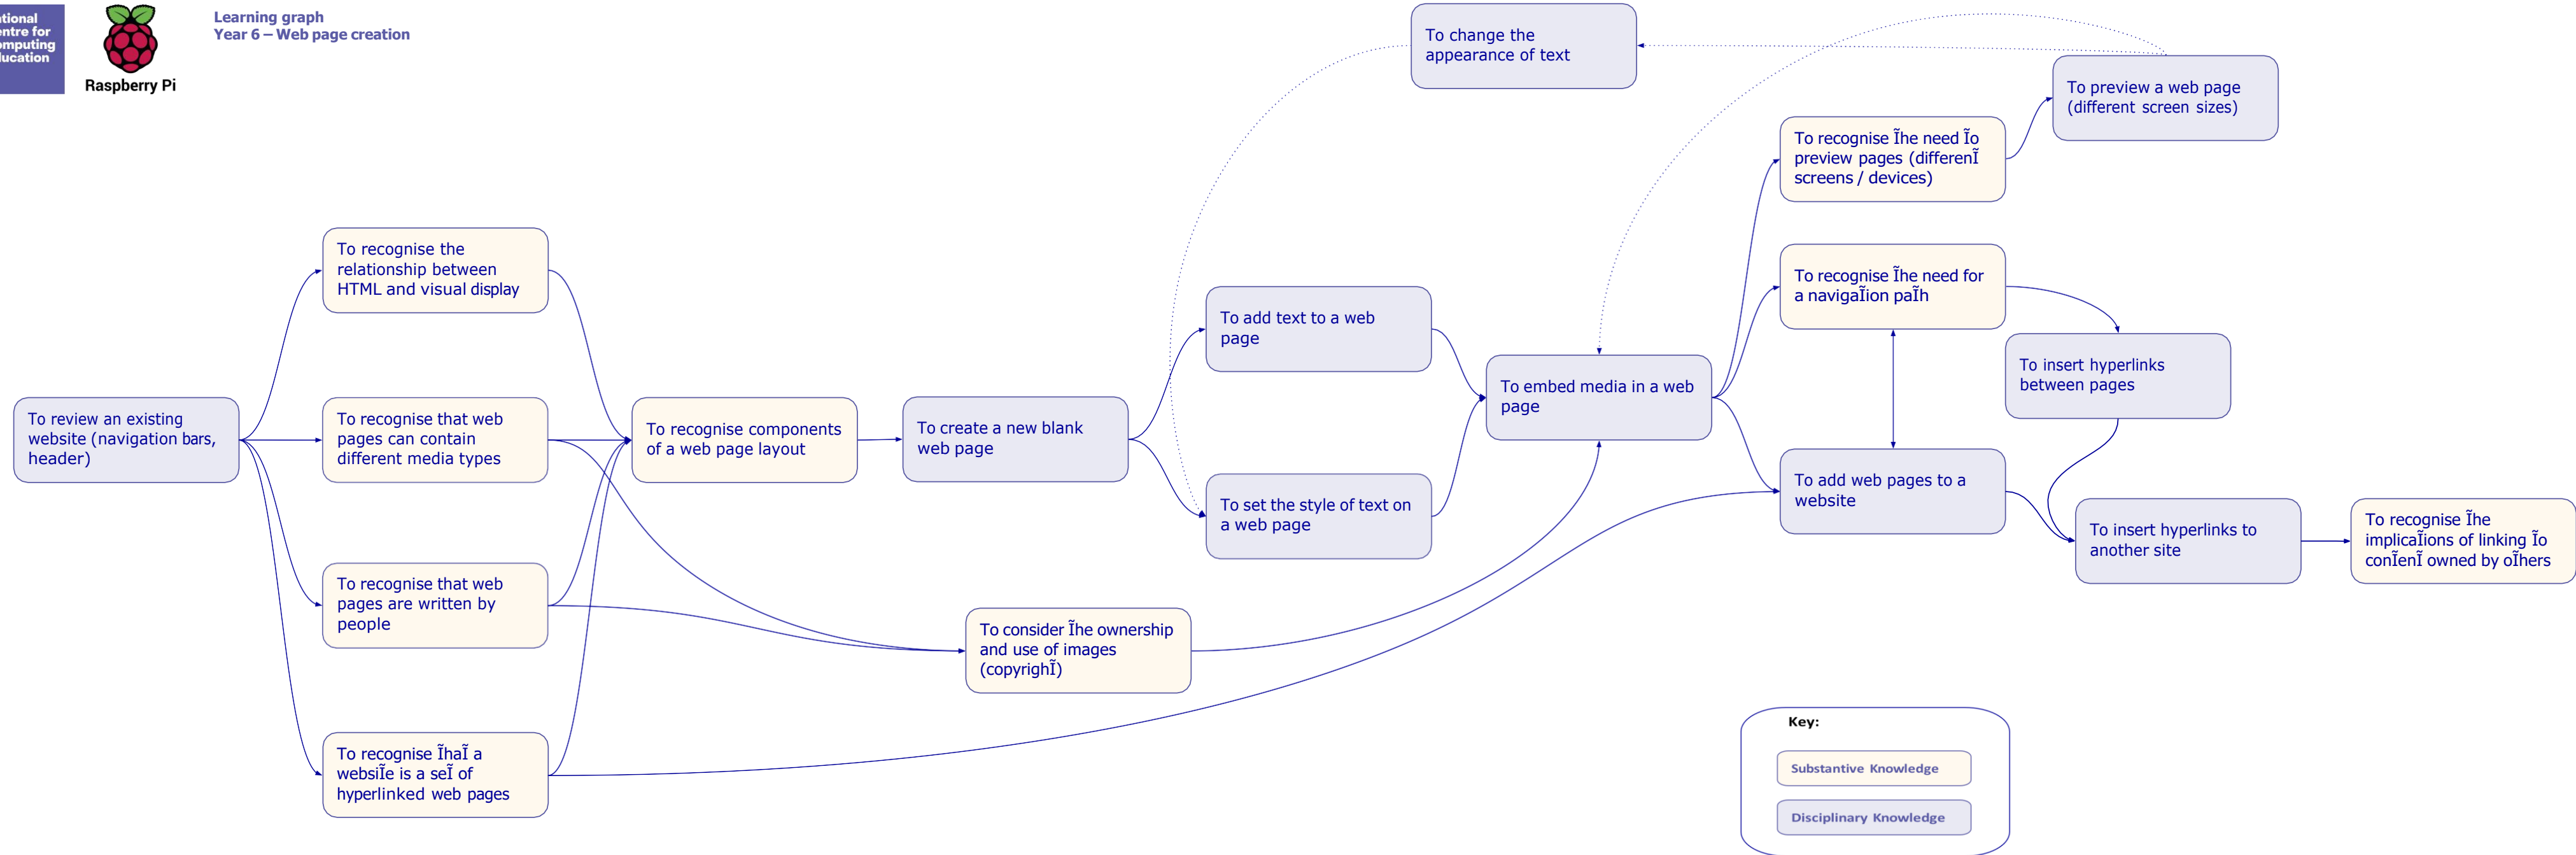 ational
entre for
omputing
ducation
Raspberry Pi
Learning graph
Year 6 – Web page creation
To review an existing
website (navigation bars,
header)
To recognise the
relationship between
HTML and visual display
To recognise that web
pages can contain
different media types
To recognise that web
pages are written by
people
To recognise ĨhaĨ a
websiĨe is a seĨ of
hyperlinked web pages
To recognise components
of a web page layout
To create a new blank
web page
To consider Ĩhe ownership
and use of images
(copyrighĨ)
To add text to a web
page
To set the style of text on
a web page
To change the
appearance of text
To embed media in a web
page
To recognise Ĩhe need Ĩo
preview pages (differenĨ
screens / devices)
To preview a web page
(different screen sizes)
To recognise Ĩhe need for
a navigaĨion paĨh
To insert hyperlinks
between pages
To add web pages to a
website
To insert hyperlinks to
another site
To recognise Ĩhe
implicaĨions of linking Ĩo
conĨenĨ owned by oĨhers
Key:
Substantive Knowledge
Disciplinary Knowledge